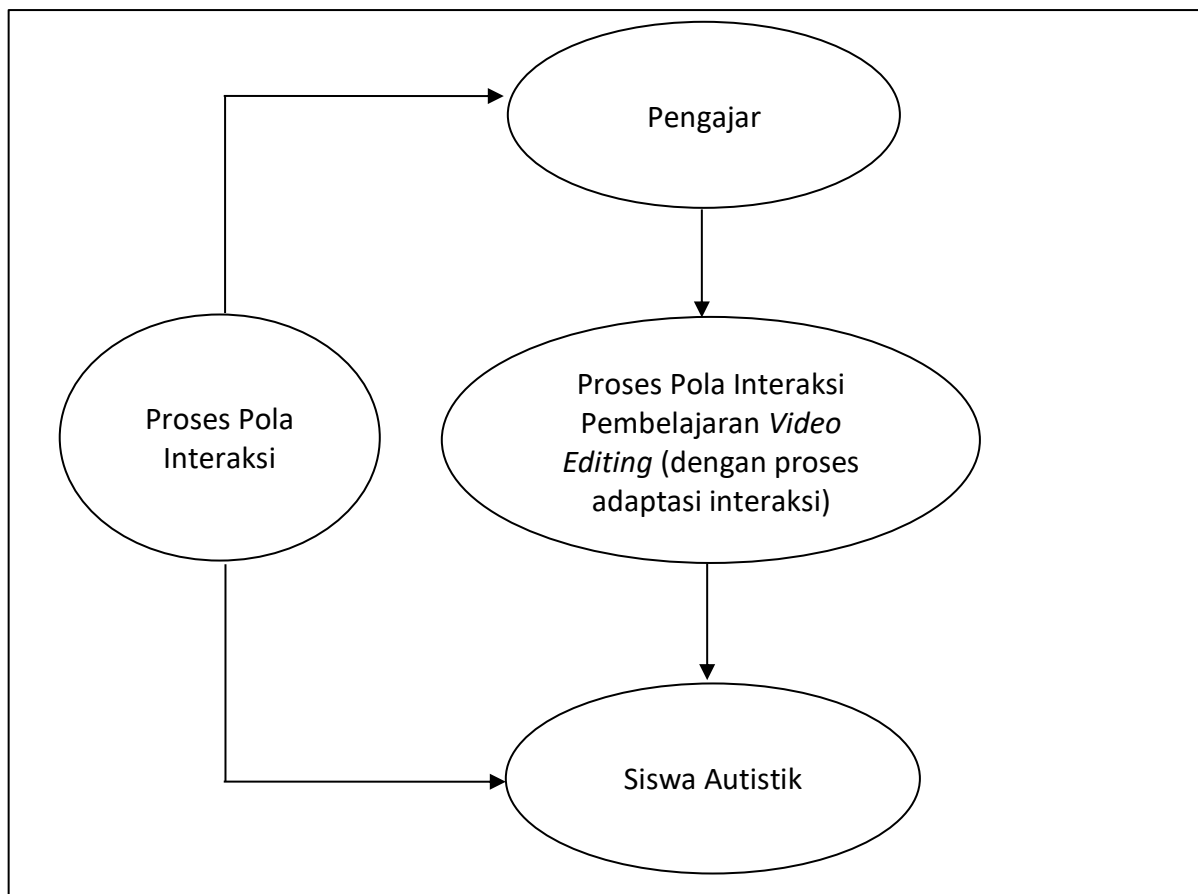 Pengajar
Proses Pola
Interaksi
Proses Pola Interaksi
Pembelajaran Video
Editing (dengan proses
adaptasi interaksi)
Siswa Autistik